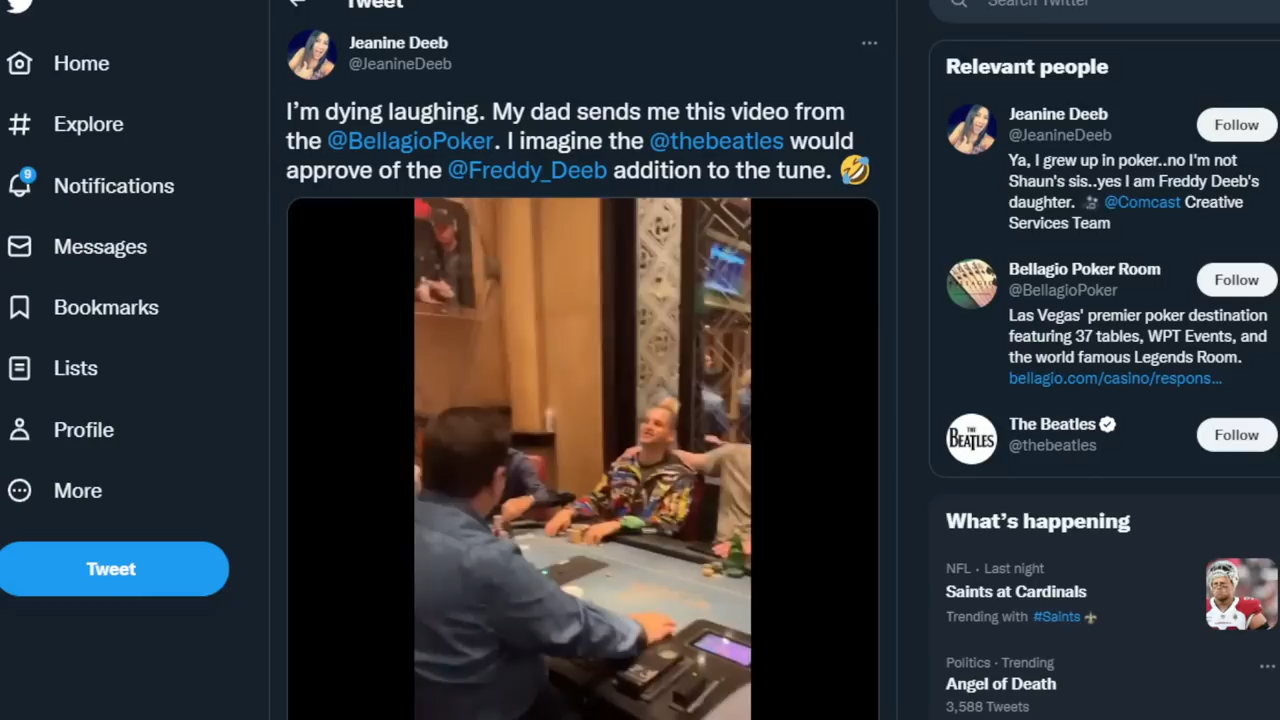 Tweet
Search Twitter
Home
Explore
9
Notifications
Messages
Bookmarks
Lists
Profile
More
Tweet
Jeanine Deeb
@JeanineDeeb
I'm dying laughing. My dad sends me this video from
the @BellagioPoker. I imagine the @thebeatles would
approve of the @Freddy_Deeb addition to the tune. 🤣
Relevant people
Jeanine Deeb
@JeanineDeeb
Follow
Ya, I grew up in poker..no I'm not
Shaun's sis..yes I am Freddy Deeb's
daughter. 🎥 @Comcast Creative
Services Team
Bellagio Poker Room
@BellagioPoker
Follow
Las Vegas' premier poker destination
featuring 37 tables, WPT Events, and
the world famous Legends Room.
bellagio.com/casino/respons...
THE
BEATLES
The Beatles
@thebeatles
Follow
What's happening
NFL · Last night
Saints at Cardinals
Trending with #Saints ⚜️
Politics · Trending
Angel of Death
3,588 Tweets